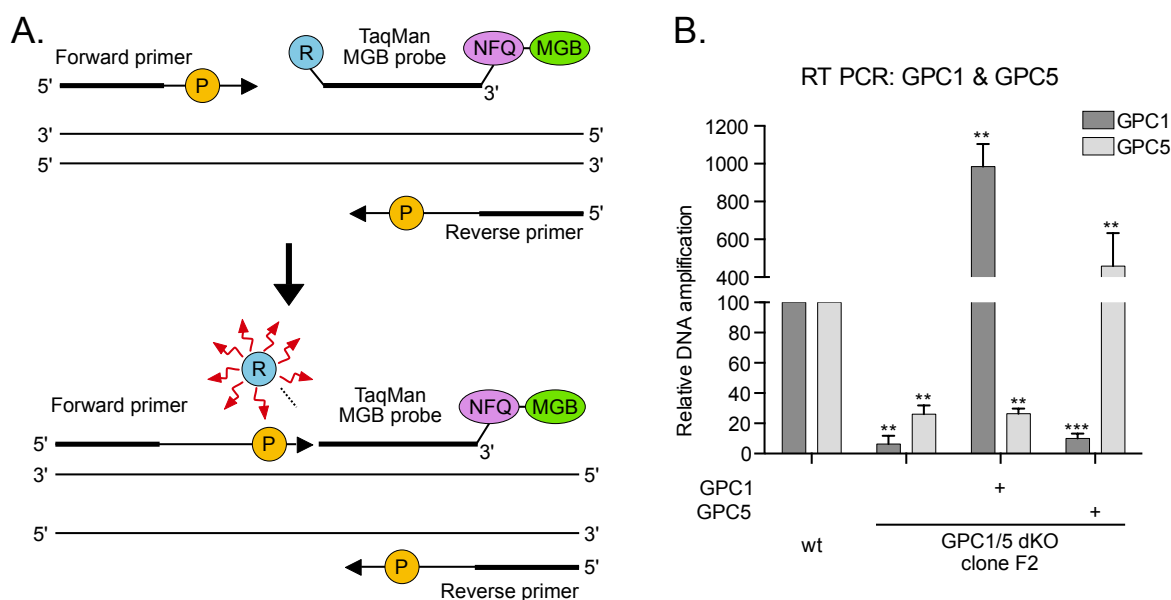 A.
Forward primer
TaqMan
MGB probe
R
NFQ
MGB
5'
P
3'
3'
5'
5'
3'
P
5'
Reverse primer
R
Forward primer
TaqMan
MGB probe
NFQ
MGB
5'
P
3'
3'
5'
5'
3'
P
5'
Reverse primer
B.
RT PCR: GPC1 & GPC5
GPC1
GPC5
Relative DNA amplification
1200
1000
800
600
400
100
80
60
40
20
0
**
**
**
**
***
**
GPC1 +
GPC5 +
wt
GPC1/5 dKO
clone F2